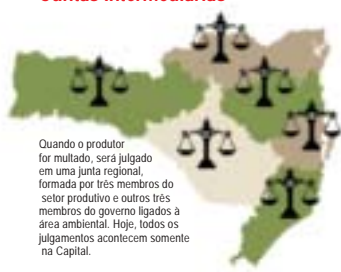 Juntas intermediárias
Quando o produtor
for multado, será julgado
em uma junta regional,
formada por três membros do
setor produtivo e outros três
membros do governo ligados à
área ambiental. Hoje, todos os
julgamentos acontecem somente
na Capital.